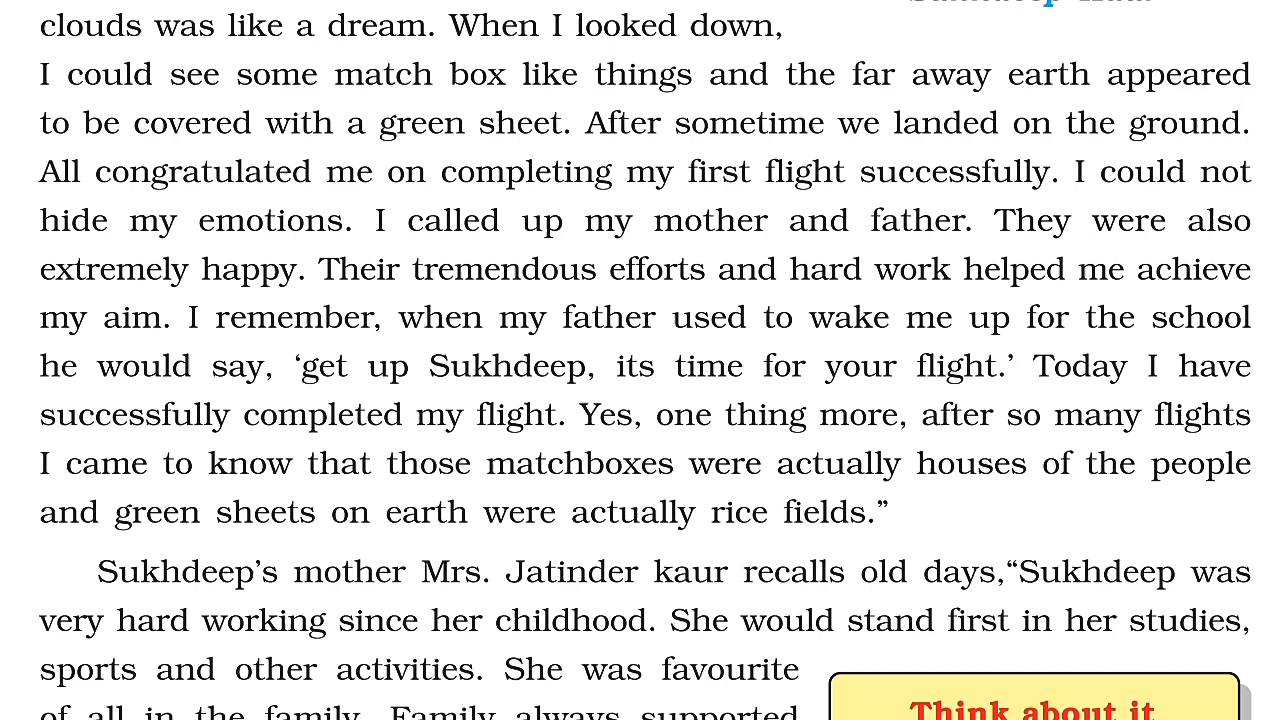 clouds was like a dream. When I looked down,
I could see some match box like things and the far away earth appeared
to be covered with a green sheet. After sometime we landed on the ground.
All congratulated me on completing my first flight successfully. I could not
hide my emotions. I called up my mother and father. They were also
extremely happy. Their tremendous efforts and hard work helped me achieve
my aim. I remember, when my father used to wake me up for the school
he would say, ‘get up Sukhdeep, its time for your flight.’ Today I have
successfully completed my flight. Yes, one thing more, after so many flights
I came to know that those matchboxes were actually houses of the people
and green sheets on earth were actually rice fields.”
Sukhdeep’s mother Mrs. Jatinder kaur recalls old days,“Sukhdeep was
very hard working since her childhood. She would stand first in her studies,
sports and other activities. She was favourite
of all in the family. Family always supported
Think about it